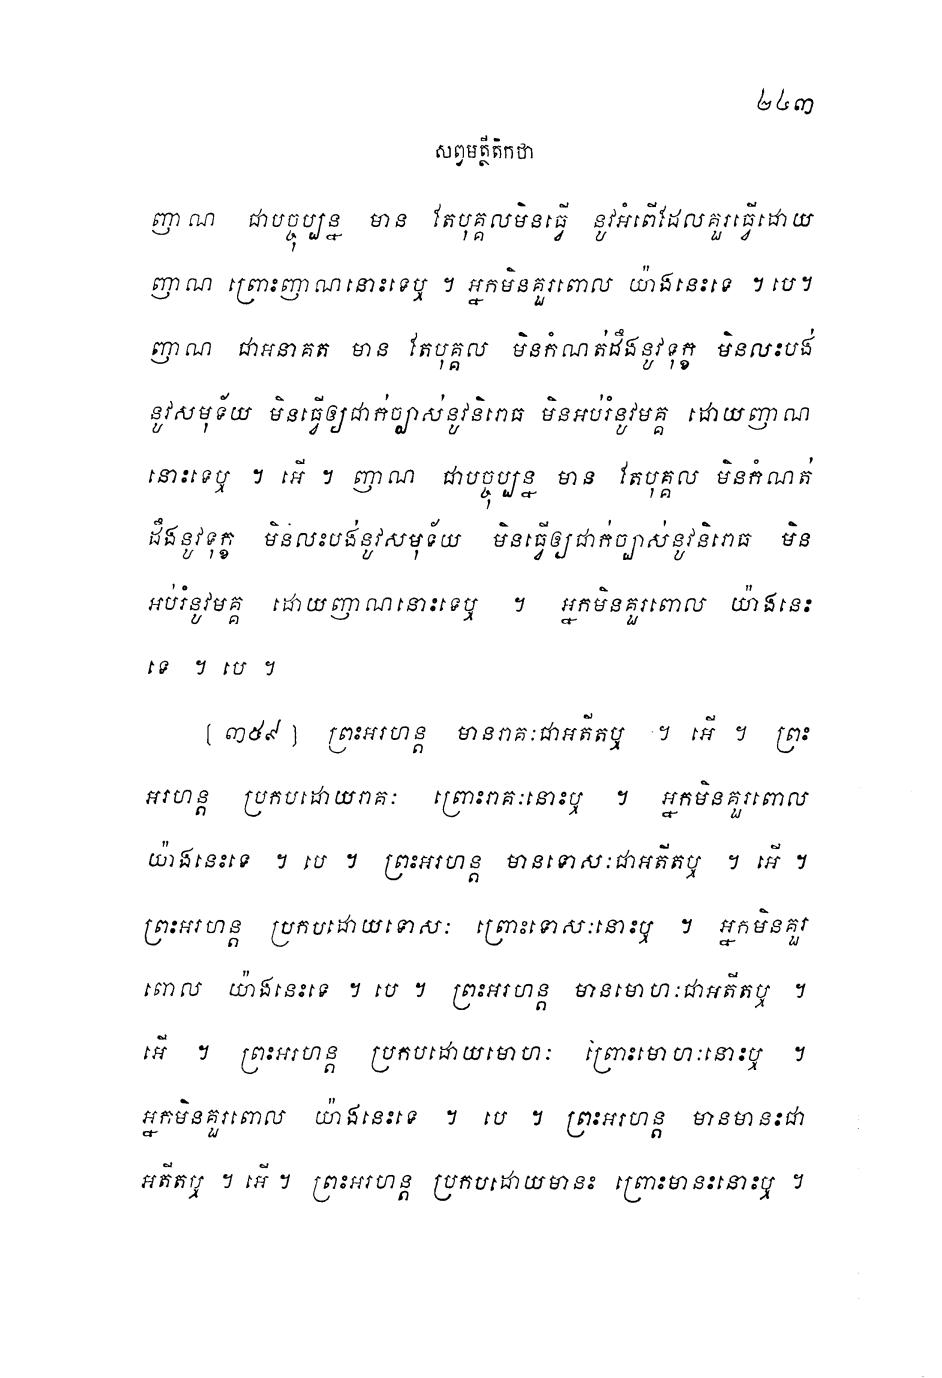 ២៤៣
សព្វមត្ថីតិកថា
ញាណ ជាបច្ចុប្បន្ន មាន តែបុគ្គលមិនធ្វើ នូវអំពើដែលគួរធ្វើដោយ
ញាណ ព្រោះញាណនោះទេឬ ។ អ្នកមិនគួរពោល យ៉ាងនេះទេ ។ បេ។
ញាណ ជាអនាគត មាន តែបុគ្គល មិនកំណត់ដឹងនូវទុក្ខ មិនលះបង់
នូវសមុទ័យ មិនធ្វើឲ្យជាក់ច្បាស់នូវនិរោធ មិនអប់រំនូវមគ្គ ដោយញាណ
នោះទេឬ ។ អើ ។ ញាណ ជាបច្ចុប្បន្ន មាន តែបុគ្គល មិនកំណត់
ដឹងនូវទុក្ខ មិនលះបង់នូវសមុទ័យ មិនធ្វើឲ្យជាក់ច្បាស់នូវនិរោធ មិន
អប់រំនូវមគ្គ ដោយញាណនោះទេឬ ។ អ្នកមិនគួរពោល យ៉ាងនេះ
ទេ ។ បេ ។
[ ៣៥៩ ] ព្រះអរហន្ត មានរាគៈជាអតីតឬ ។ អើ ។ ព្រះ
អរហន្ត ប្រកបដោយរាគៈ ព្រោះរាគៈនោះឬ ។ អ្នកមិនគួរពោល
យ៉ាងនេះទេ ។ បេ ។ ព្រះអរហន្ត មានទោសៈជាអតីតឬ ។ អើ ។
ព្រះអរហន្ត ប្រកបដោយទោសៈ ព្រោះទោសៈនោះឬ ។ អ្នកមិនគួរ
ពោល យ៉ាងនេះទេ ។ បេ ។ ព្រះអរហន្ត មានមោហៈជាអតីតឬ ។
អើ ។ ព្រះអរហន្ត ប្រកបដោយមោហៈ ព្រោះមោហៈនោះឬ ។
អ្នកមិនគួរពោល យ៉ាងនេះទេ ។ បេ ។ ព្រះអរហន្ត មានមានះជា
អតីតឬ ។ អើ ។ ព្រះអរហន្ត ប្រកបដោយមានះ ព្រោះមានះនោះឬ ។